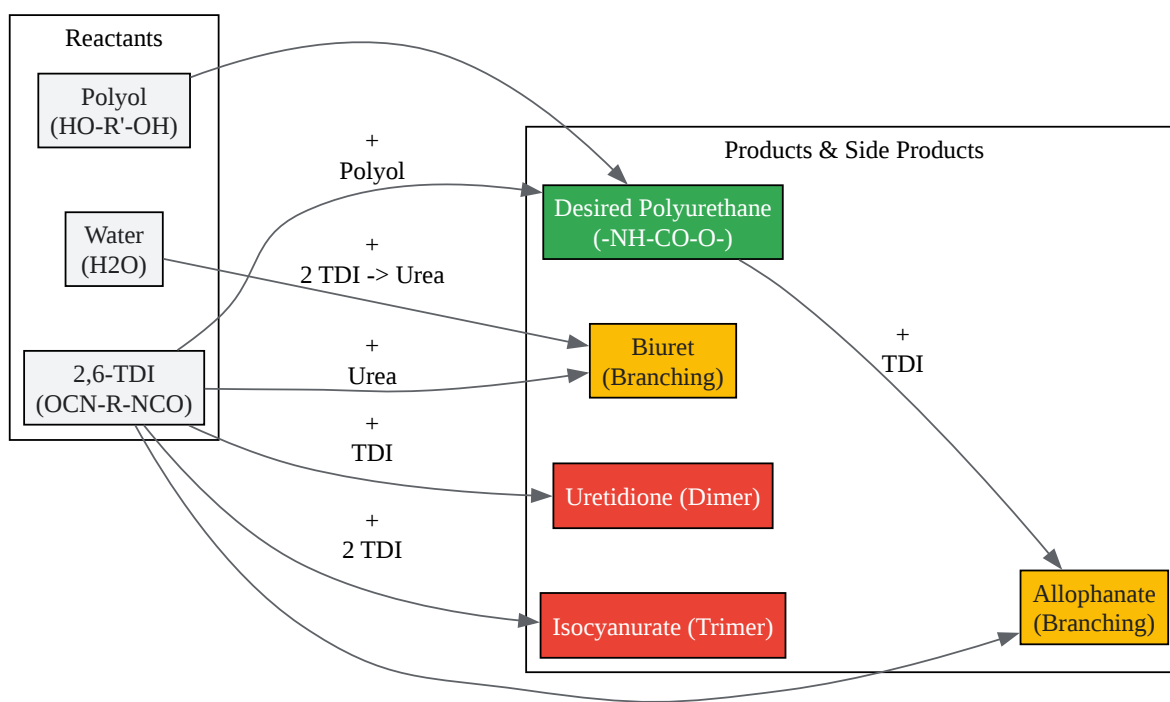 Reactants
Polyol
(HO-R'-OH)
Water
(H2O)
2,6-TDI
(OCN-R-NCO)
+
Polyol
+
2 TDI -> Urea
+
Urea
+
TDI
+
2 TDI
Products & Side Products
Desired Polyurethane
(-NH-CO-O-)
Biuret
(Branching)
Uretidione (Dimer)
Isocyanurate (Trimer)
+
TDI
Allophanate
(Branching)